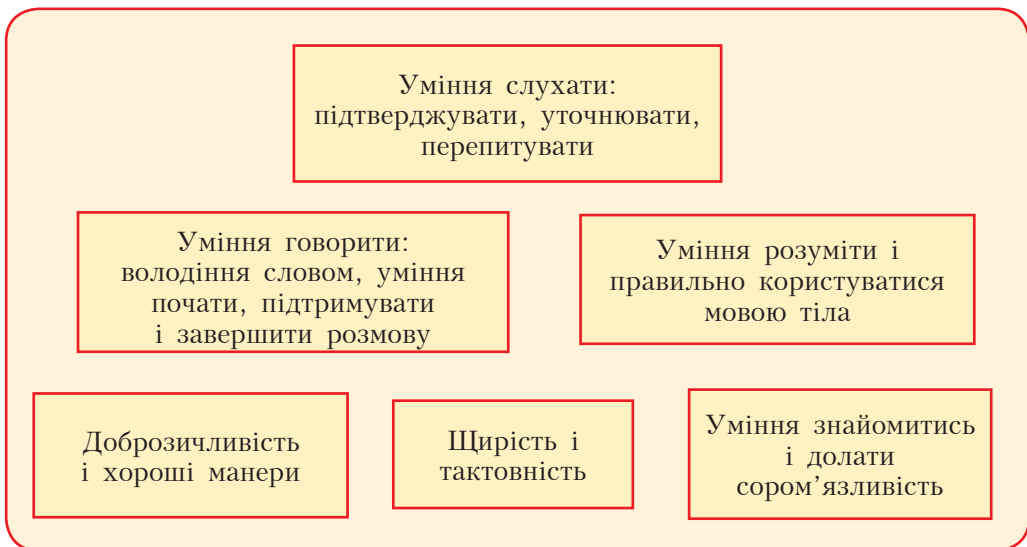 Уміння слухати:
підтверджувати, уточнювати,
перепитувати
Уміння говорити:
володіння словом, уміння
почати, підтримувати
і завершити розмову
Уміння розуміти і
правильно користуватися
мовою тіла
Доброзичливість
і хороші манери
Щирість і
тактовність
Уміння знайомитись
і долати
сором’язливість